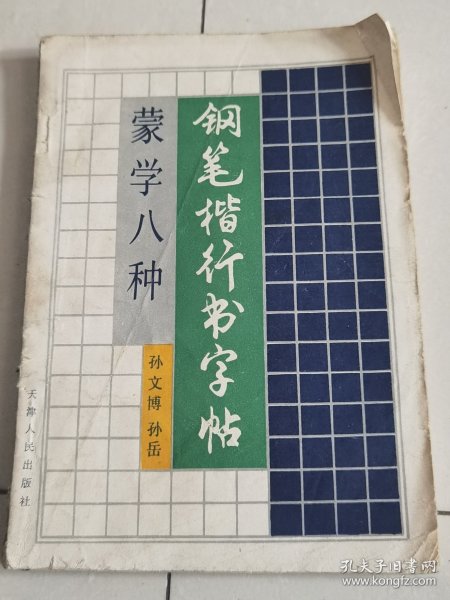 钢笔楷行书字帖
蒙学八种
孙文博 孙岳
天津人民出版社
孔夫子旧书网
www.kongfz.com